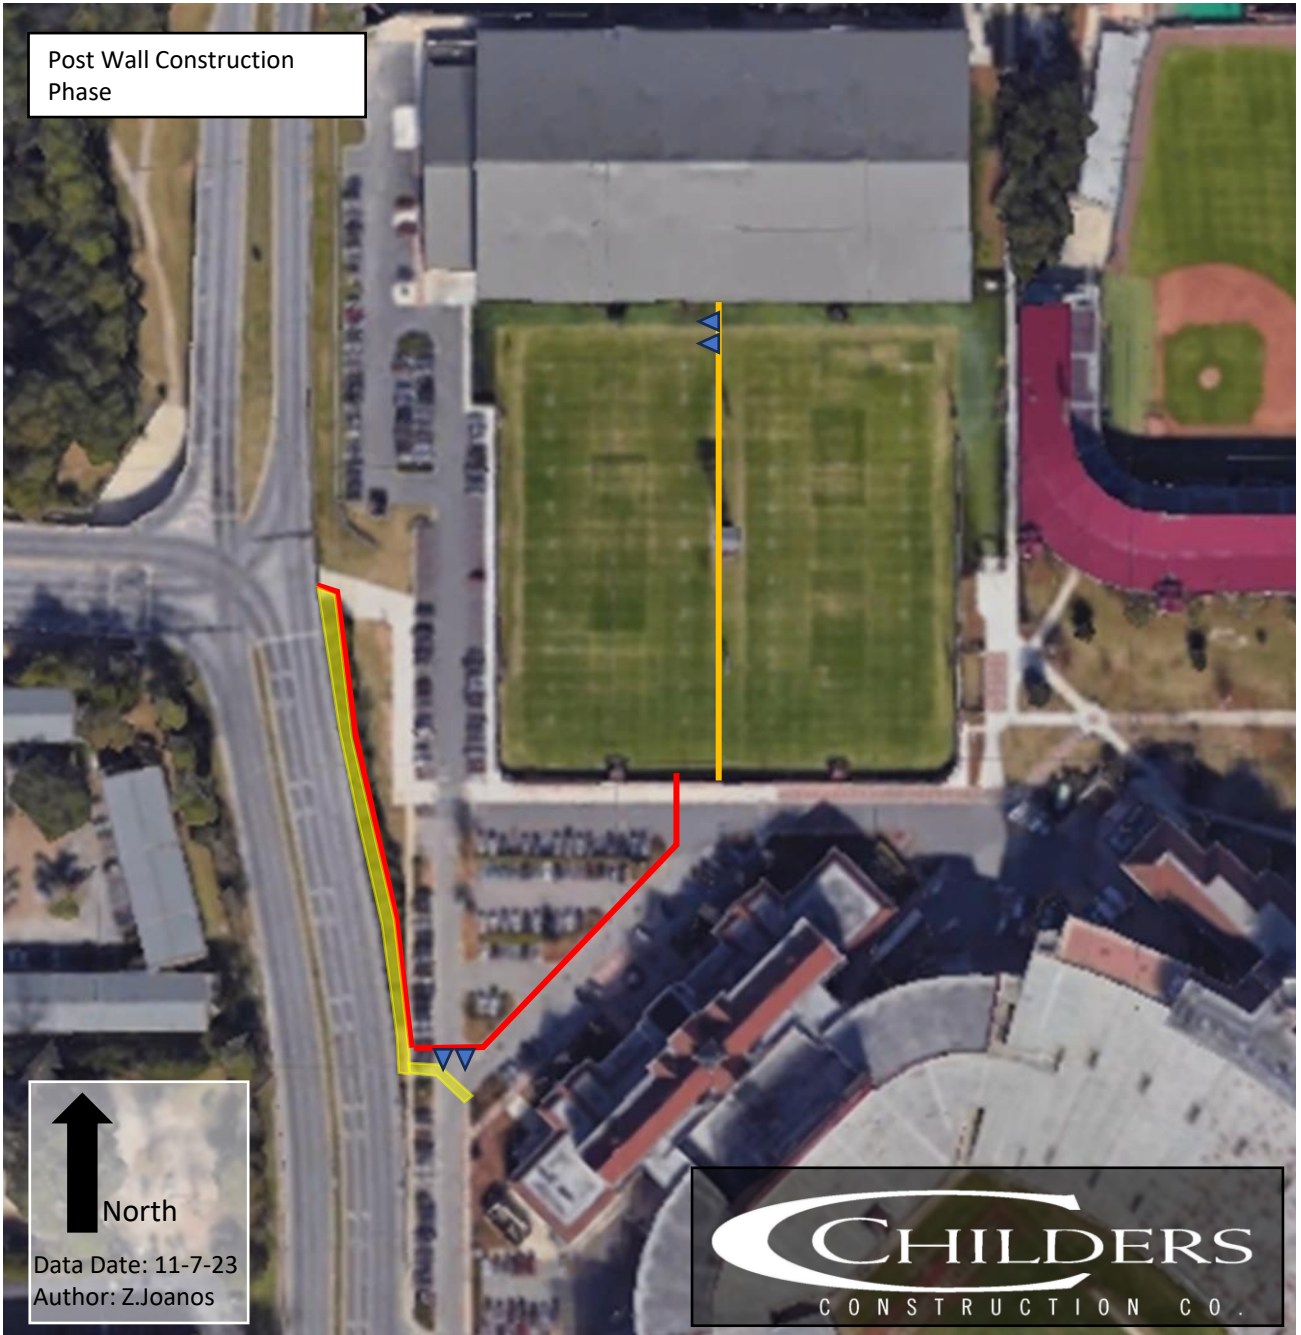 Post Wall Construction
Phase
North
Data Date: 11-7-23
Author: Z.Joanos
CHILDERS
CONSTRUCTION CO.